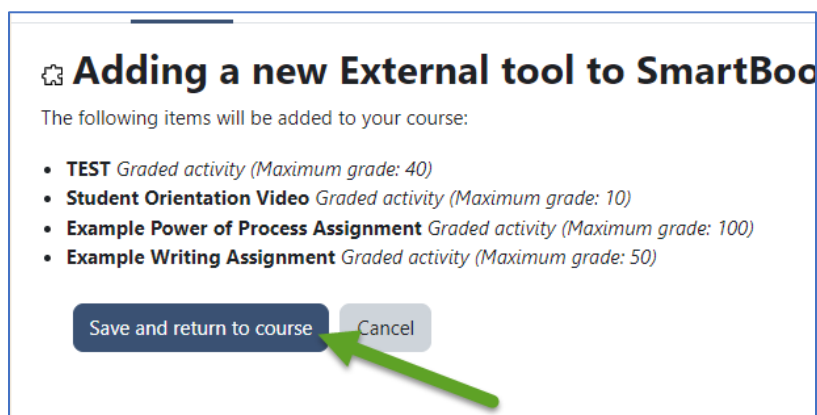 Adding a new External tool to SmartBoo
The following items will be added to your course:
TEST Graded activity (Maximum grade: 40)
Student Orientation Video Graded activity (Maximum grade: 10)
Example Power of Process Assignment Graded activity (Maximum grade: 100)
Example Writing Assignment Graded activity (Maximum grade: 50)
Save and return to course Cancel